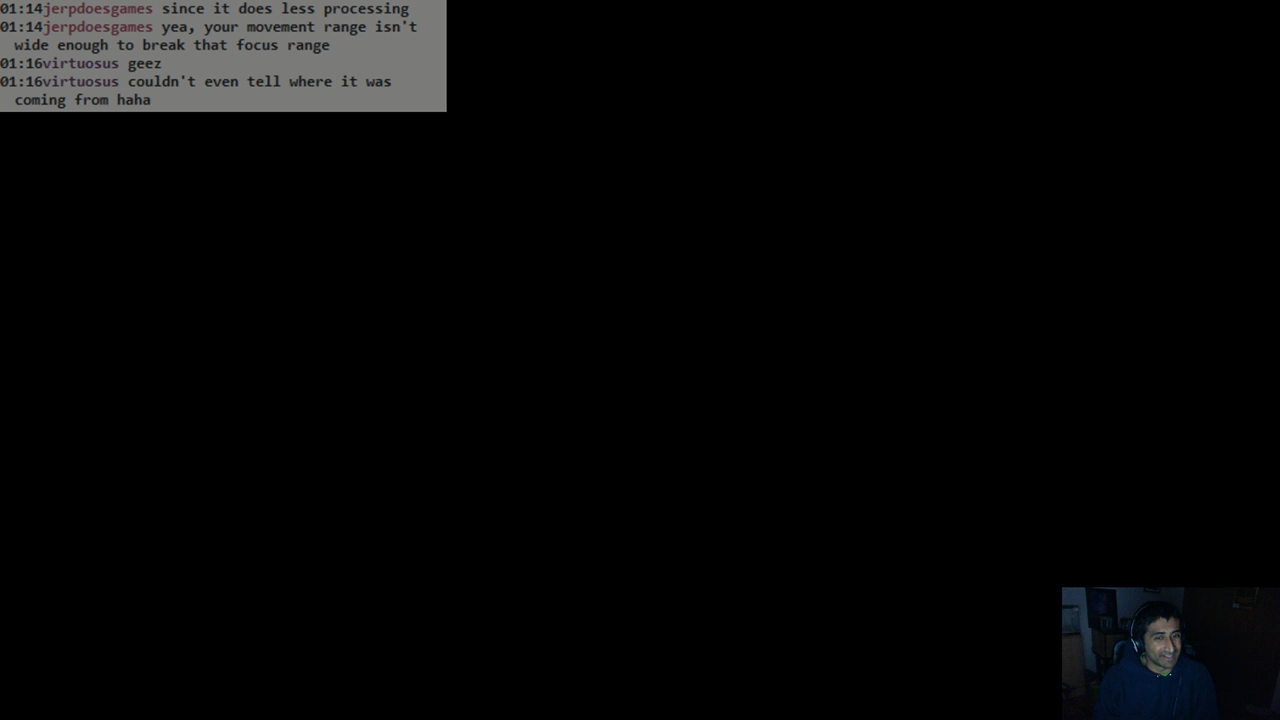 01:14jerpdoesgames since it does less processing
01:14jerpdoesgames yea, your movement range isn't
wide enough to break that focus range
01:16virtuosus geez
01:16virtuosus couldn't even tell where it was
coming from haha